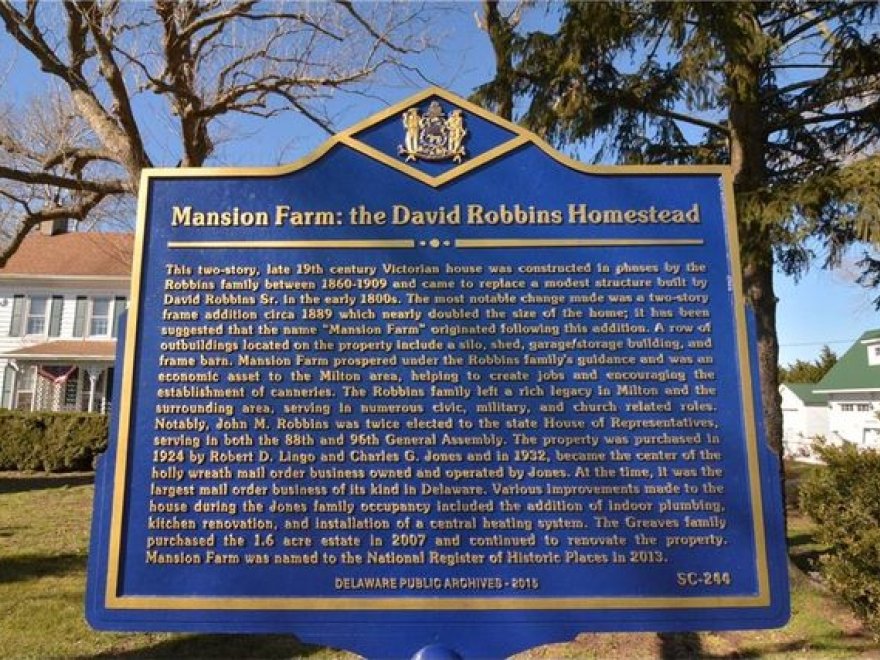 Mansion Farm: the David Robbins Homestead
This two-story, late 19th century Victorian house was constructed in phases by the
Robbins family between 1860-1909 and came to replace a modest structure built by
David Robbins Sr. in the early 1800s. The most notable change made was a two-story
frame addition circa 1889 which nearly doubled the size of the home; it has been
suggested that the name "Mansion Farm" originated following this addition. A row of
outbuildings located on the property include a silo, shed, garage/storage building, and
frame barn. Mansion Farm prospered under the Robbins family's guidance and was an
economic asset to the Milton area, helping to create jobs and encouraging the
establishment of canneries. The Robbins family left a rich legacy in Milton and the
surrounding area, serving in numerous civic, military, and church related roles.
Notably, John M. Robbins was twice elected to the state House of Representatives,
serving in both the 88th and 96th General Assembly. The property was purchased in
1924 by Robert D. Lingo and Charles G. Jones and in 1932, became the center of the
holly wreath mail order business owned and operated by Jones. At the time, it was the
largest mail order business of its kind in Delaware. Various improvements made to the
house during the Jones family occupancy included the addition of indoor plumbing,
kitchen renovation, and installation of a central heating system. The Greaves family
purchased the 1.6 acre estate in 2007 and continued to renovate the property.
Mansion Farm was named to the National Register of Historic Places in 2013.
DELAWARE PUBLIC ARCHIVES - 2015 SC-244